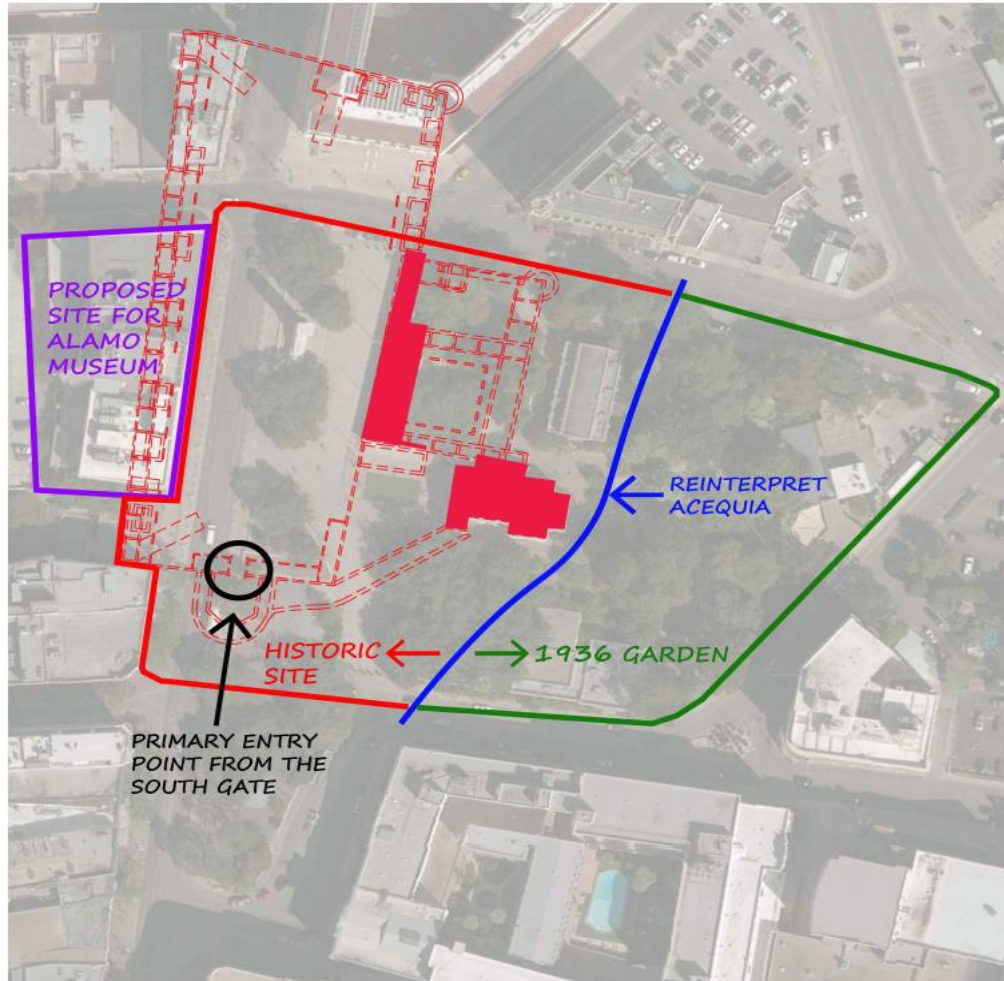 PROPOSED
SITE FOR
ALAMO
MUSEUM
REINTERPRET
ACEQUIA
HISTORIC
SITE
1936 GARDEN
PRIMARY ENTRY
POINT FROM THE
SOUTH GATE